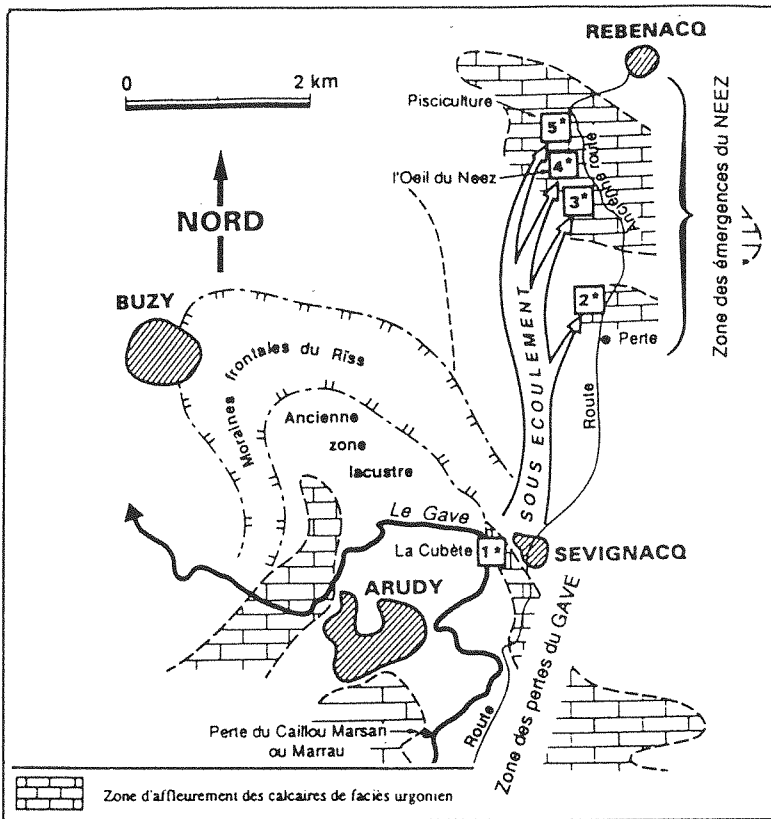 REBENACQ
0 2 km
Pisciculture
5*
l'Oeil du Neez
4*
3*
Ancienne route
NORD
Zone des émergences du NEEZ
BUZY
2*
Perte
Moraines frontales du Riss
Ancienne
zone
lacustre
SOUS ECOULEMENT
Route
Le Gave
La Cubète
1*
SEVIGNACQ
ARUDY
Zone des pertes du GAVE
Route
Perte du Caillou Marsan
ou Marrau
Zone d'affleurement des calcaires de faciès urgonien